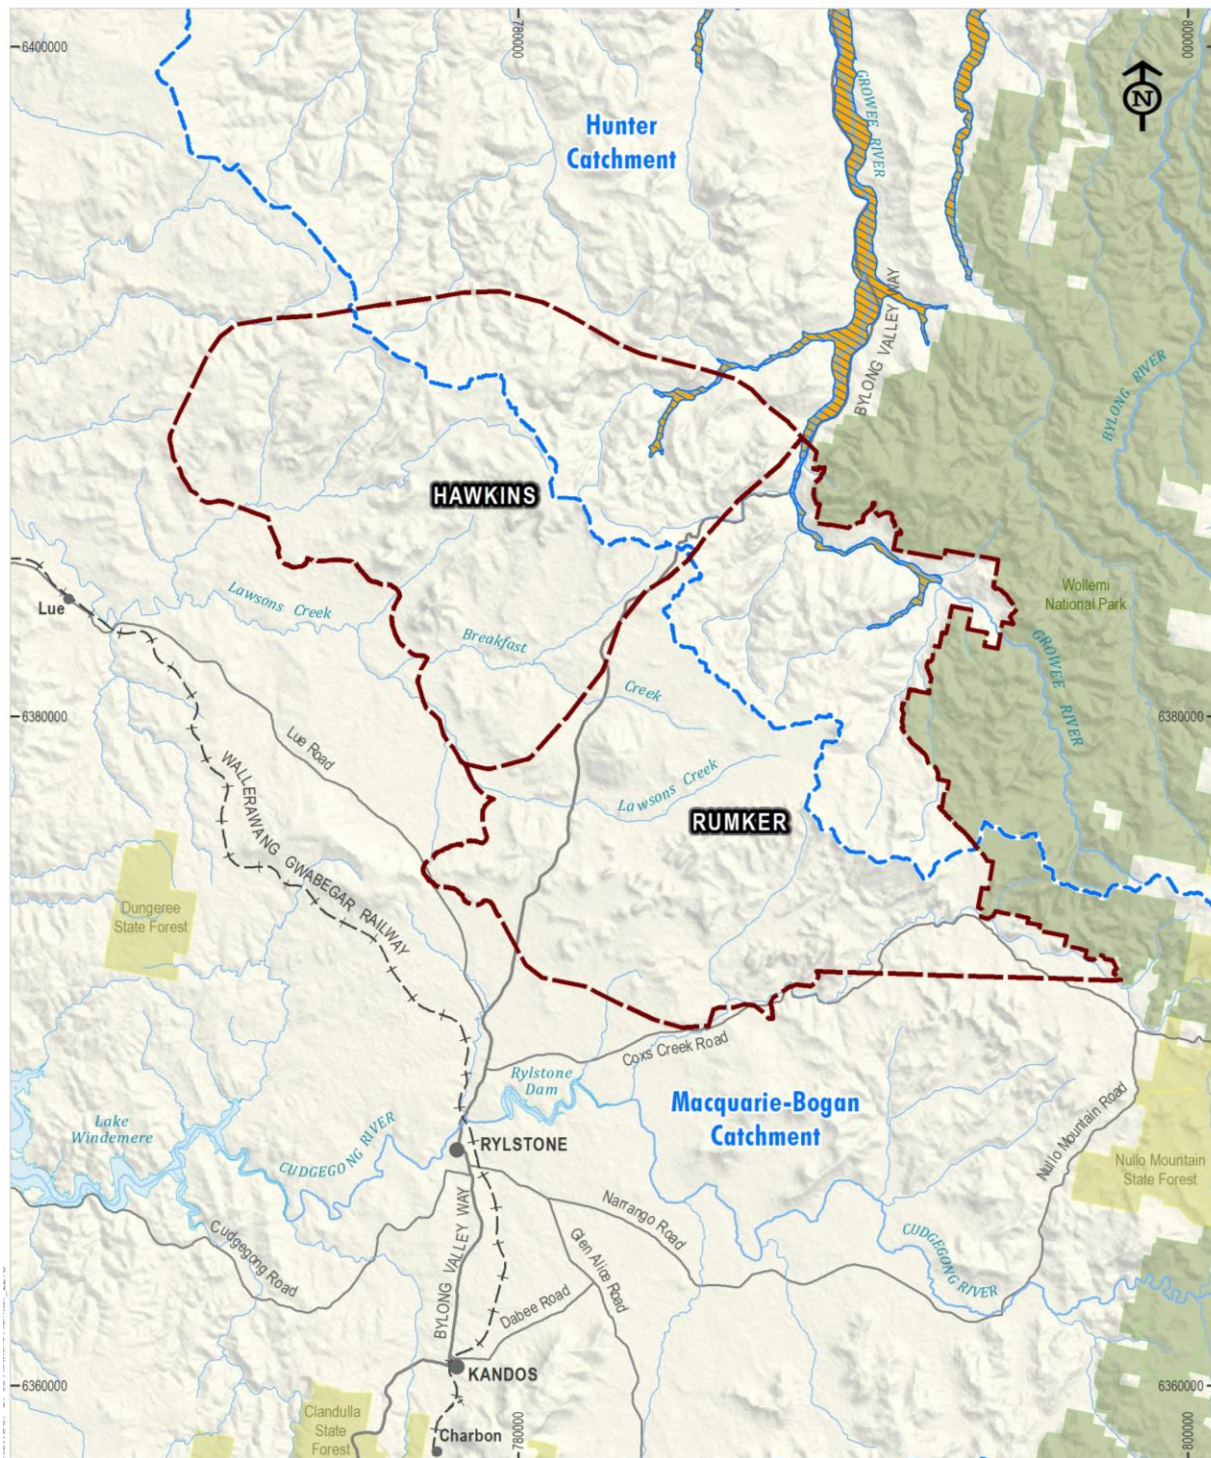 6400000
780000
800000
N
GROWEE RIVER
Hunter
Catchment
BYLONG VALLEY WAY
BYLONG RIVER
HAWKINS
Lue
Lawsons Creek
Breakfast
Creek
Wollemi
National Park
GROWEE RIVER
6380000
6380000
Lue Road
WALLERAWANG GWABEGAR RAILWAY
Lawsons Creek
RUMKER
Dungeree
State Forest
Coxs Creek Road
Rylstone
Dam
Lake
Windemere
Macquarie-Bogan
Catchment
CUDGEGONG RIVER
RYLSTONE
Nullo Mountain Road
Nullo Mountain
State Forest
Cudgegong Road
BYLONG VALLEY WAY
Narrango Road
Glen Alice Road
CUDGEGONG RIVER
Dabee Road
KANDOS
6360000
6360000
Clandulla
State
Forest
Charbon
780000
800000